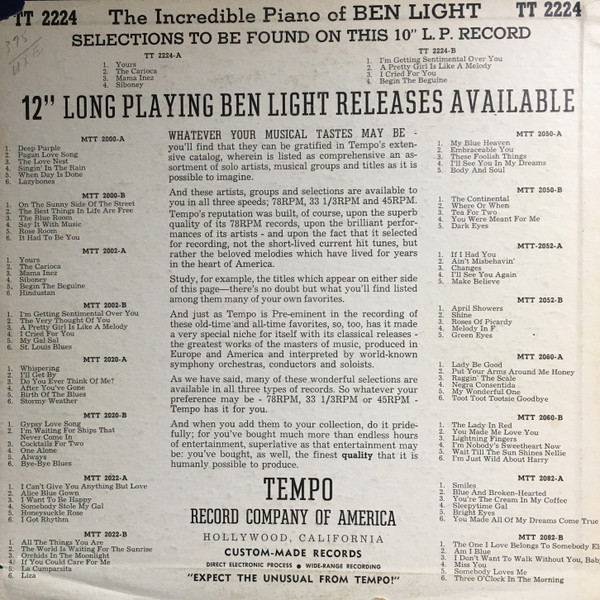 TT 2224 The Incredible Piano of BEN LIGHT TT 2224
SELECTIONS TO BE FOUND ON THIS 10" L.P. RECORD
TT 2224-A
1. Yours
2. The Carioca
3. Mama Inez
4. Siboney
TT 2224-B
1. I'm Getting Sentimental Over You
2. A Pretty Girl Is Like A Melody
3. I Cried For You
4. Begin The Beguine
12" LONG PLAYING BEN LIGHT RELEASES AVAILABLE
MTT 2000-A
1. Deep Purple
2. Pagan Love Song
3. The Love Nest
4. Singin' In The Rain
5. When Day Is Done
6. Lazybones
MTT 2000-B
1. On The Sunny Side Of The Street
2. The Best Things In Life Are Free
3. The Blue Room
4. Say It With Music
5. Rose Room
6. It Had To Be You
MTT 2002-A
1. Yours
2. The Carioca
3. Mama Inez
4. Siboney
5. Begin The Beguine
6. Hindustan
MTT 2002-B
1. I'm Getting Sentimental Over You
2. The Very Thought Of You
3. A Pretty Girl Is Like A Melody
4. I Cried For You
5. My Gal Sal
6. St. Louis Blues
MTT 2020-A
1. Whispering
2. I'll Get By
3. Do You Ever Think Of Me?
4. After You've Gone
5. Birth Of The Blues
6. Stormy Weather
MTT 2020-B
1. Gypsy Love Song
2. I'm Waiting For Ships That
Never Come In
3. Cocktails For Two
4. One Alone
5. Always
6. Bye-Bye Blues
MTT 2022-A
1. I Can't Give You Anything But Love
2. Alice Blue Gown
3. I Want To Be Happy
4. Somebody Stole My Gal
5. Honeysuckle Rose
6. I Got Rhythm
MTT 2022-B
1. All The Things You Are
2. The World Is Waiting For The Sunrise
3. Orchids In The Moonlight
4. If You Could Care For Me
5. La Cumparsita
6. Liza
WHATEVER YOUR MUSICAL TASTES MAY BE -
you'll find that they can be gratified in Tempo's exten-
sive catalog, wherein is listed as comprehensive an as-
sortment of solo artists, musical groups and titles as it is
possible to imagine.
And these artists, groups and selections are available to
you in all three speeds; 78RPM, 33 1/3RPM and 45RPM.
Tempo's reputation was built, of course, upon the superb
quality of its 78RPM records, upon the brilliant perfor-
mances of its artists - and upon the fact that it selected
for recording, not the short-lived current hit tunes, but
rather the beloved melodies which have lived for years
in the heart of America.
Study, for example, the titles which appear on either side
of this page—there's no doubt but what you'll find listed
among them many of your own favorites.
And just as Tempo is Pre-eminent in the recording of
these old-time and all-time favorites, so, too, has it made
a very special niche for itself with its classical releases -
the greatest works of the masters of music, produced in
Europe and America and interpreted by world-known
symphony orchestras, conductors and soloists.
As we have said, many of these wonderful selections are
available in all three types of records. So whatever your
preference may be - 78RPM, 33 1/3RPM or 45RPM -
Tempo has it for you.
And when you add them to your collection, do it pride-
fully; for you've bought much more than endless hours
of entertainment, superlative as that entertainment may
be: you've bought, as well, the finest quality that it is
humanly possible to produce.
TEMPO
RECORD COMPANY OF AMERICA
HOLLYWOOD, CALIFORNIA
CUSTOM-MADE RECORDS
DIRECT ELECTRONIC PROCESS • WIDE-RANGE RECORDING
"EXPECT THE UNUSUAL FROM TEMPO!"
MTT 2050-A
1. My Blue Heaven
2. Embraceable You
3. These Foolish Things
4. I'll See You In My Dreams
5. Body And Soul
MTT 2050-B
1. The Continental
2. Where Or When
3. Tea For Two
4. You Were Meant For Me
5. Dark Eyes
MTT-2052-A
1. If I Had You
2. Ain't Misbehavin'
3. Changes
4. I'll See You Again
5. Make Believe
MTT 2052-B
1. April Showers
2. Shine
3. Roses Of Picardy
4. Melody In F
5. Green Eyes
MTT 2060-A
1. Lady Be Good
2. Put Your Arms Around Me Honey
3. Raggin' The Scale
4. Negra Consentida
5. My Wonderful One
6. Toot Toot Tootsie Goodbye
MTT 2060-B
1. The Lady In Red
2. You Made Me Love You
3. Lightning Fingers
4. I'm Nobody's Sweetheart Now
5. Wait Till The Sun Shines Nellie
6. I'm Just Wild About Harry
MTT 2082-A
1. Smiles
2. Blue And Broken-Hearted
3. You're The Cream In My Coffee
4. Sleepytime Gal
5. Bright Eyes
6. You Made All Of My Dreams Come True
MTT 2082-B
1. The One I Love Belongs To Somebody El
2. Am I Blue
3. I Don't Want To Walk Without You, Baby
4. Miss You
5. Somebody Loves Me
6. Three O'Clock In The Morning